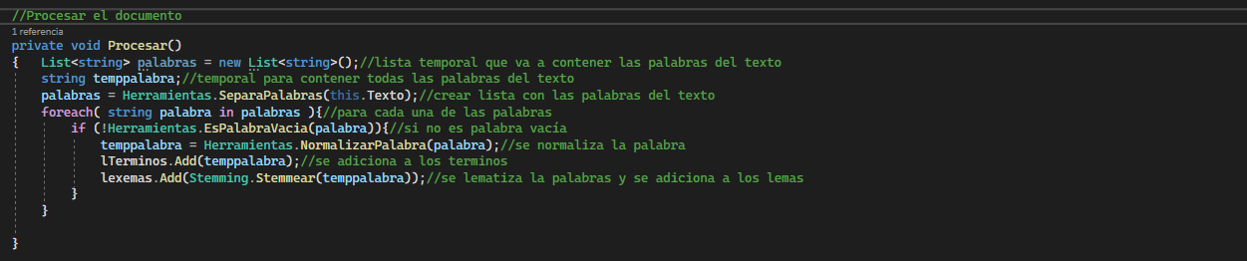 //Procesar el documento
1 referencia
private void Procesar()
{   List<string> palabras = new List<string>();//lista temporal que va a contener las palabras del texto
    string temppalabra;//temporal para contener todas las palabras del texto
    palabras = Herramientas.SeparaPalabras(this.Texto);//crear lista con las palabras del texto
    foreach( string palabra in palabras ){//para cada una de las palabras
        if (!Herramientas.EsPalabraVacia(palabra)){//si no es palabra vacía
            temppalabra = Herramientas.NormalizarPalabra(palabra);//se normaliza la palabra
            lTerminos.Add(temppalabra);//se adiciona a los terminos
            lexemas.Add(Stemming.Stemmear(temppalabra));//se lematiza la palabras y se adiciona a los lemas
        }
    }
}